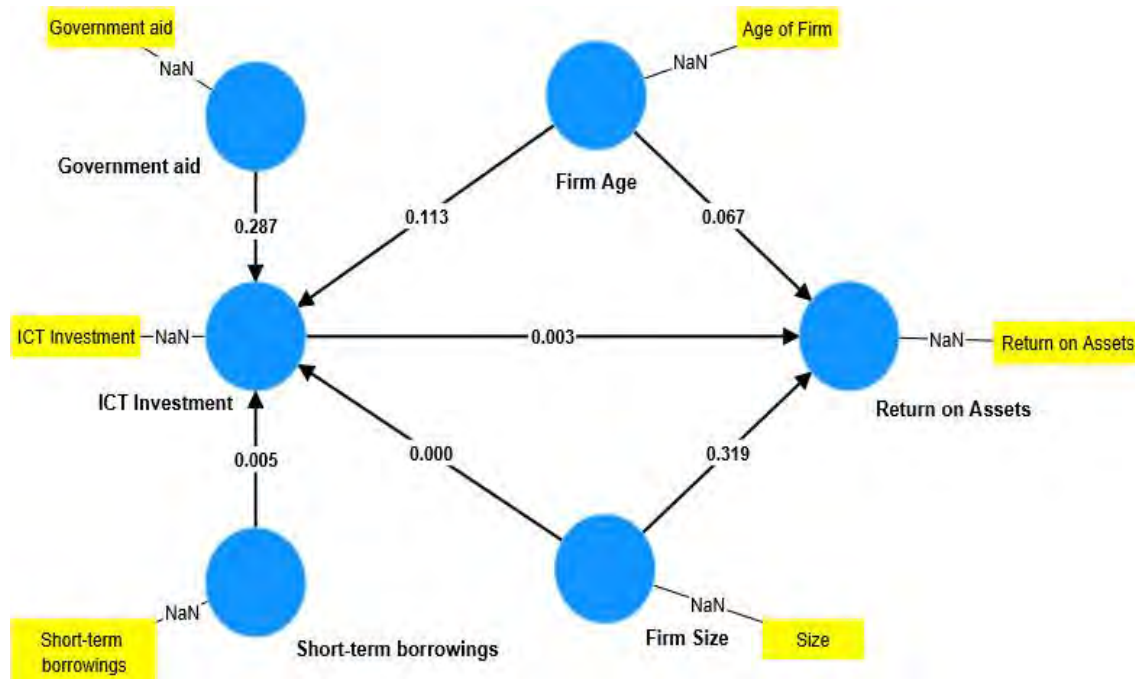 Government aid
NaN
Government aid
Age of Firm
NaN
Firm Age
0.287
0.113
0.067
ICT Investment
NaN
ICT Investment
0.003
NaN
Return on Assets
Return on Assets
0.005
0.000
0.319
NaN
Short-term
borrowings
Short-term borrowings
Firm Size
NaN
Size